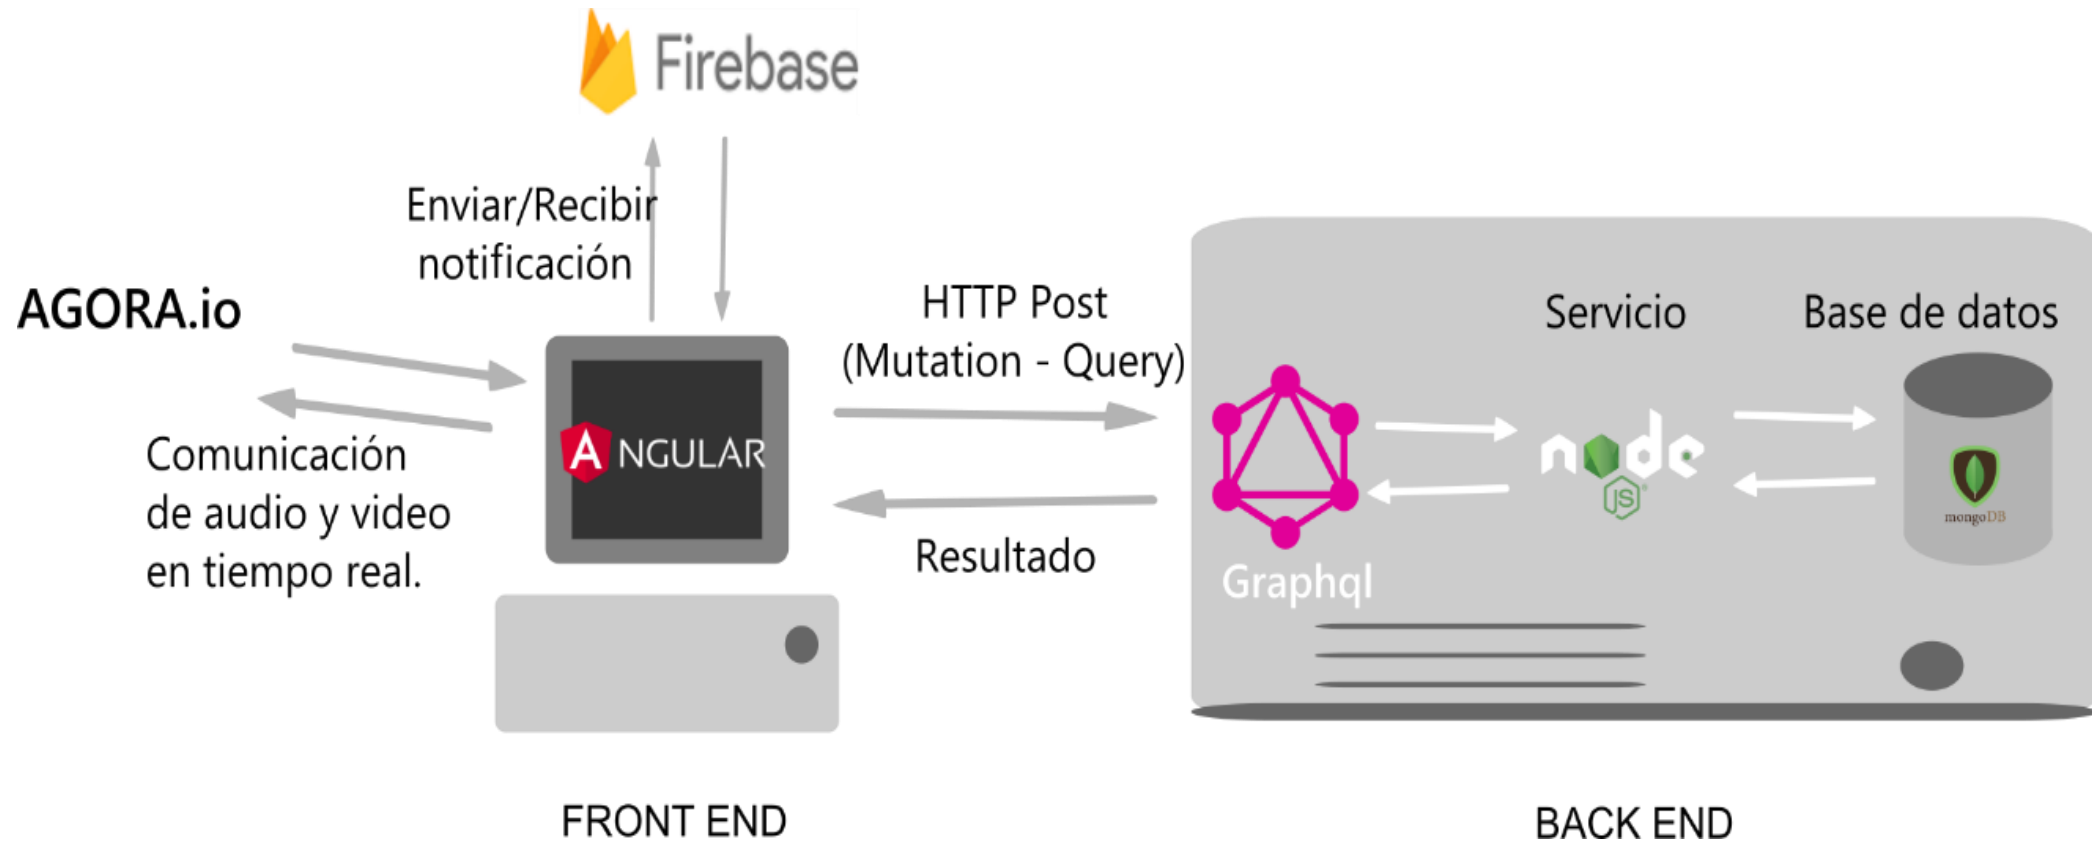 Firebase
Enviar/Recibir
notificación
AGORA.io
Comunicación
de audio y video
en tiempo real.
ANGULAR
HTTP Post
(Mutation - Query)
Resultado
Graphql
Servicio
node
JS
Base de datos
mongoDB
FRONT END
BACK END